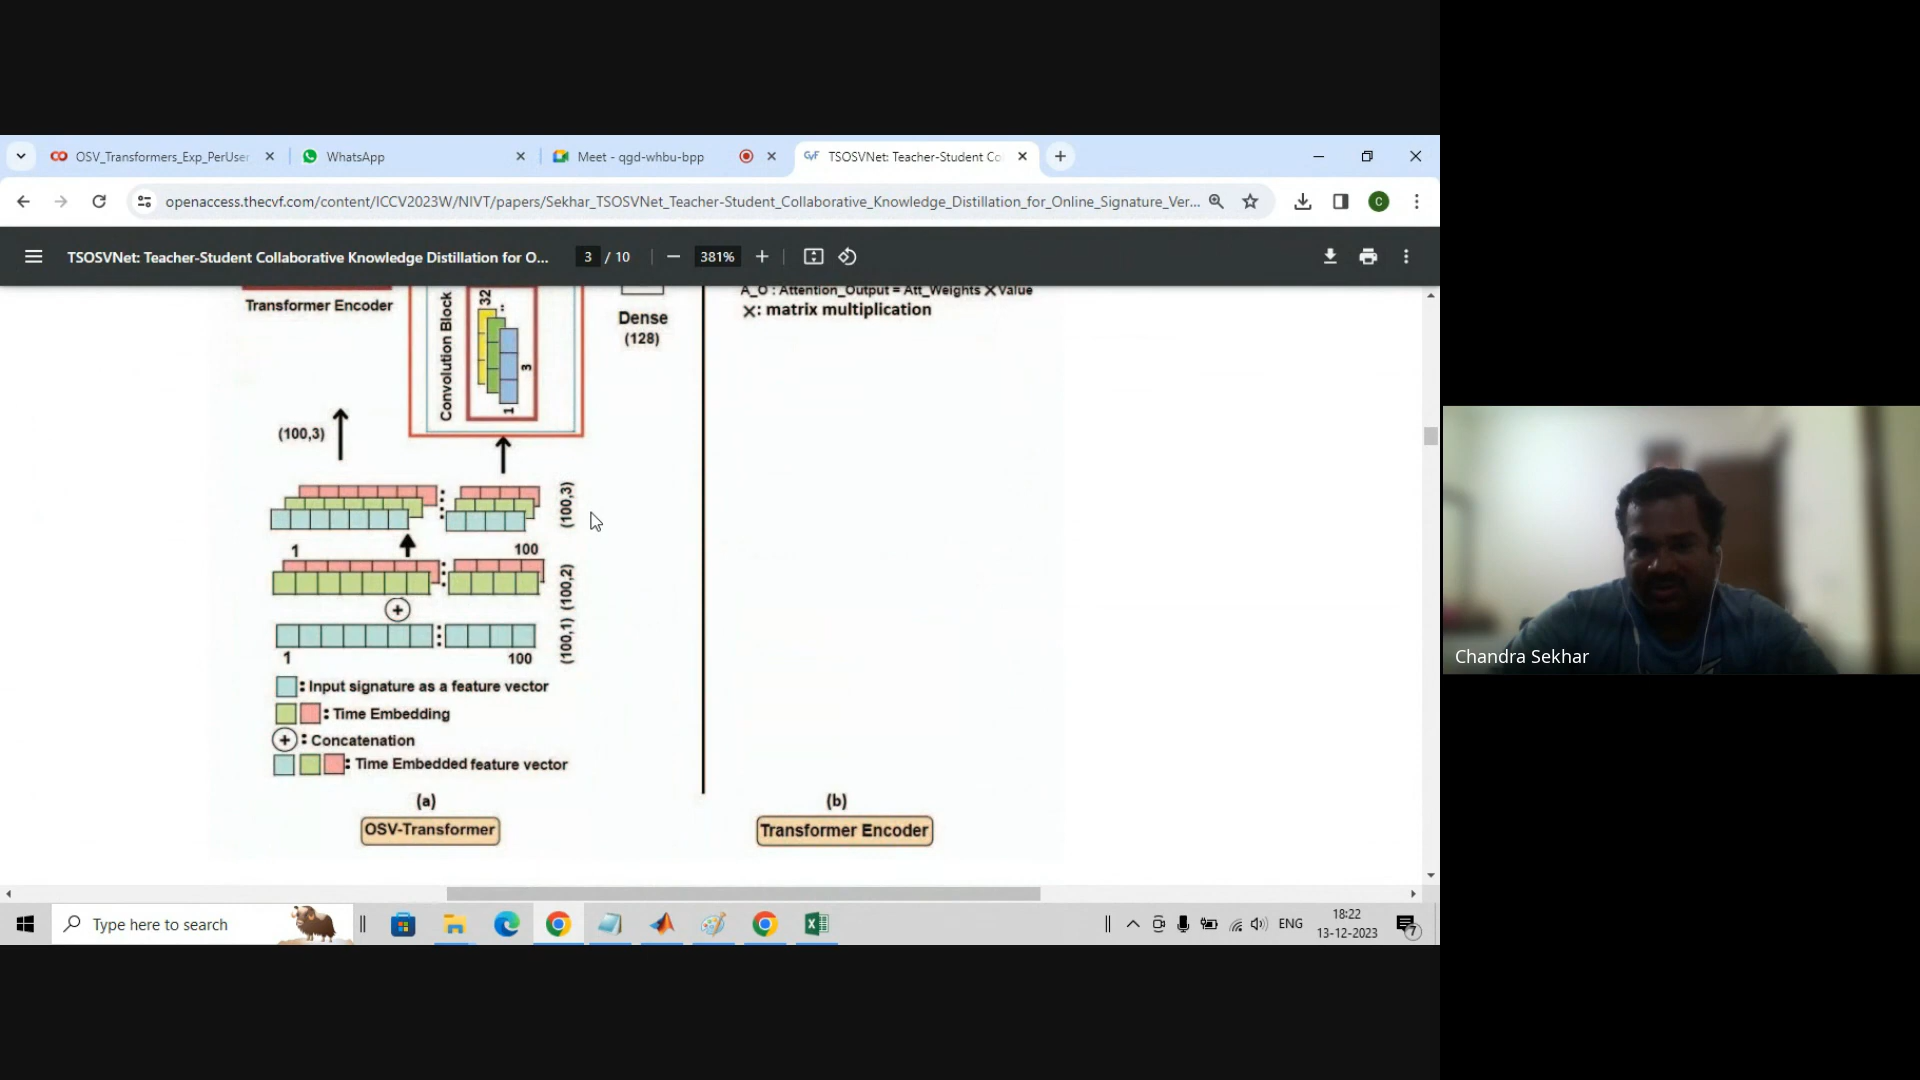 OSV_Transformers_Exp_PerUser
WhatsApp
Meet - qgd-whbu-bpp
TSOSVNet: Teacher-Student Co
openaccess.thecvf.com/content/ICCV2023W/NIVT/papers/Sekhar_TSOSVNet_Teacher-Student_Collaborative_Knowledge_Distillation_for_Online_Signature_Ver...
C
TSOSVNet: Teacher-Student Collaborative Knowledge Distillation for O...
3 / 10
381%
Transformer Encoder
Convolution Block
32
3
1
Dense
(128)
A_O : Attention_Output = Att_Weights X Value
X: matrix multiplication
(100,3)
(100,3)
1 100
(100,2)
+
(100,1)
1 100
: Input signature as a feature vector
: Time Embedding
+ : Concatenation
: Time Embedded feature vector
(a)
OSV-Transformer
(b)
Transformer Encoder
Chandra Sekhar
Type here to search
ENG
18:22
13-12-2023
7